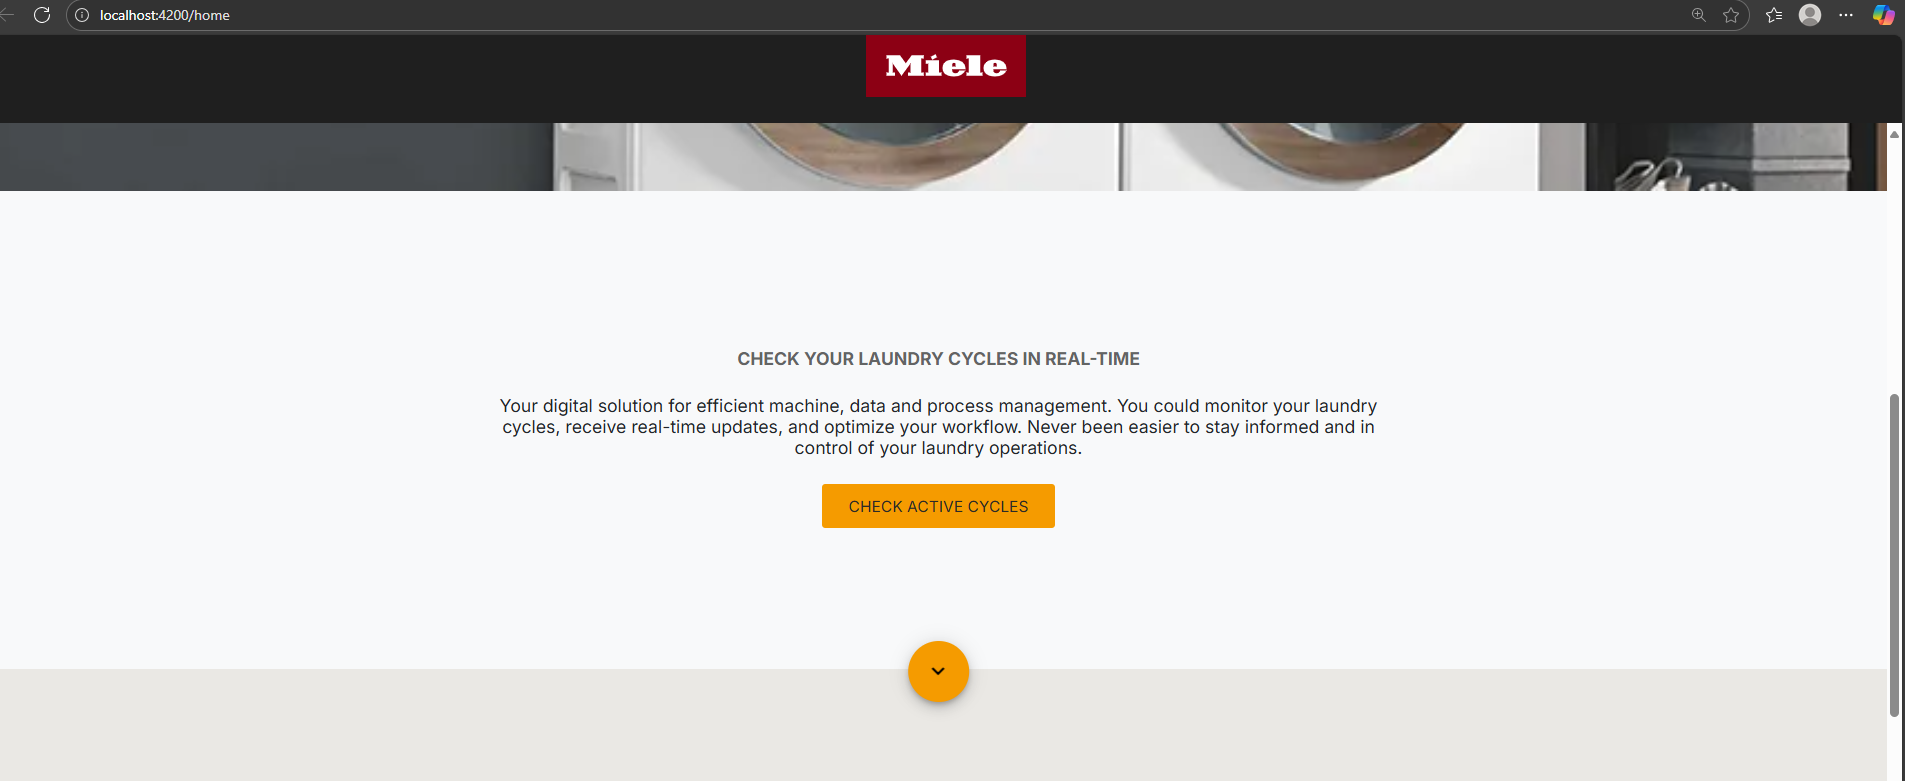 localhost:4200/home
Miele
CHECK YOUR LAUNDRY CYCLES IN REAL-TIME
Your digital solution for efficient machine, data and process management. You could monitor your laundry
cycles, receive real-time updates, and optimize your workflow. Never been easier to stay informed and in
control of your laundry operations.
CHECK ACTIVE CYCLES